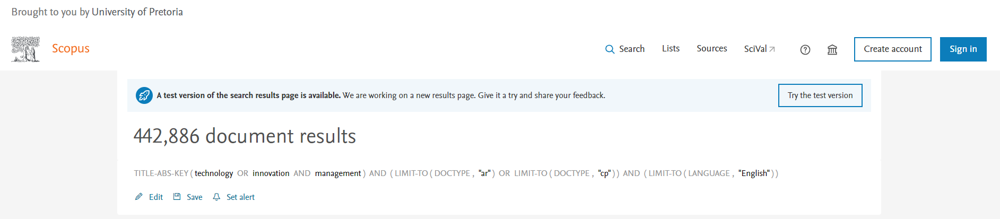 Brought to you by University of Pretoria
Scopus
Search Lists Sources SciVal Create account Sign in
A test version of the search results page is available. We are working on a new results page. Give it a try and share your feedback. Try the test version
442,886 document results
TITLE-ABS-KEY ( technology OR innovation AND management ) AND ( LIMIT-TO ( DOCTYPE , "ar" ) OR LIMIT-TO ( DOCTYPE , "cp" ) ) AND ( LIMIT-TO ( LANGUAGE , "English" ) )
Edit Save Set alert